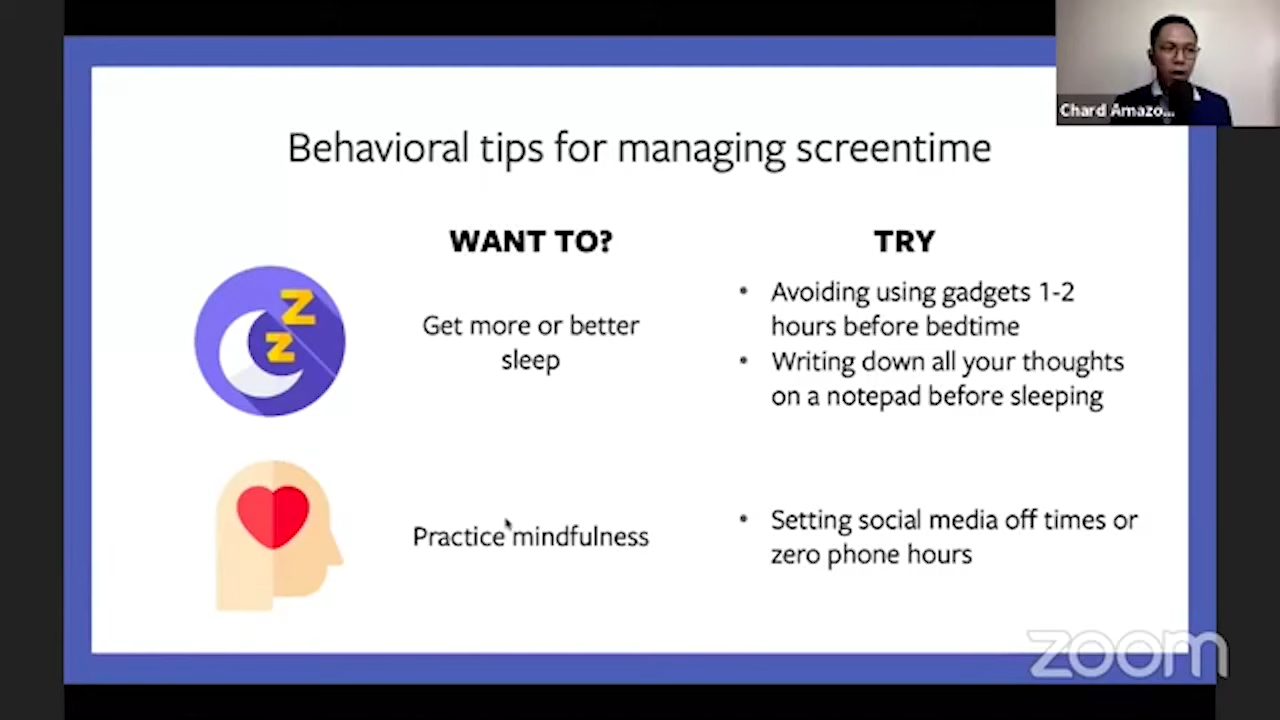 Chard Amazo...
Behavioral tips for managing screentime
WANT TO?
TRY
Get more or better
sleep
• Avoiding using gadgets 1-2
hours before bedtime
• Writing down all your thoughts
on a notepad before sleeping
Practice mindfulness
• Setting social media off times or
zero phone hours
zoom
Z
Z